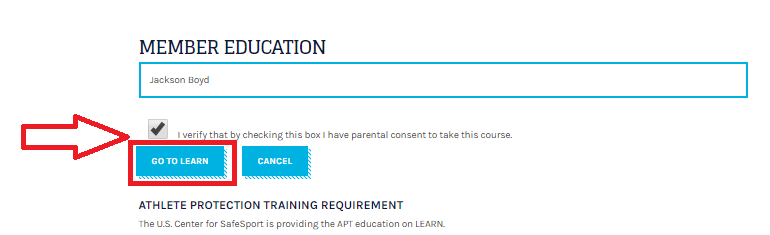 MEMBER EDUCATION
Jackson Boyd
I verify that by checking this box I have parental consent to take this course.
GO TO LEARN CANCEL
ATHLETE PROTECTION TRAINING REQUIREMENT
The U.S. Center for SafeSport is providing the APT education on LEARN.